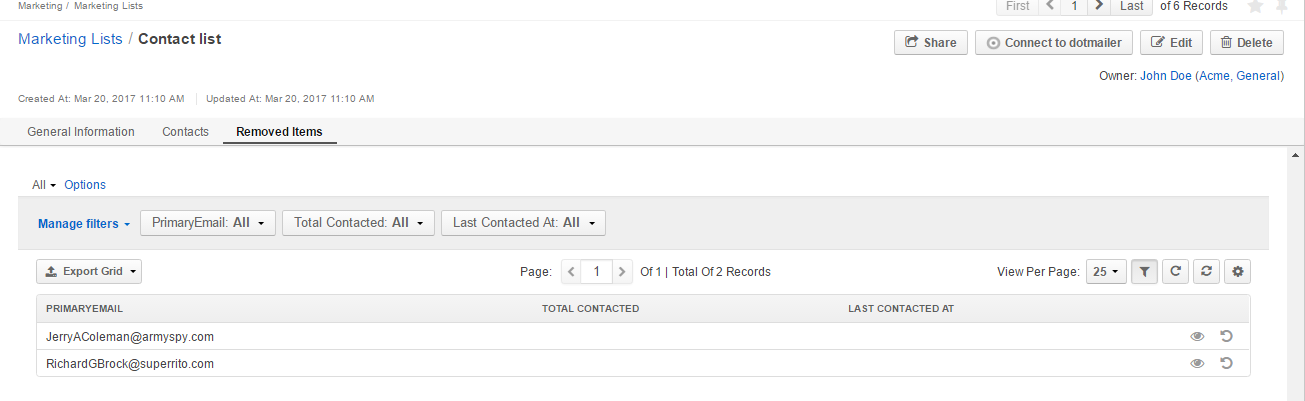 Marketing / Marketing Lists
First 1 Last of 6 Records
Marketing Lists / Contact list
Share Connect to dotmailer Edit Delete
Owner: John Doe (Acme, General)
Created At: Mar 20, 2017 11:10 AM Updated At: Mar 20, 2017 11:10 AM
General Information Contacts Removed Items
All Options
Manage filters PrimaryEmail: All Total Contacted: All Last Contacted At: All
Export Grid Page: 1 Of 1 | Total Of 2 Records View Per Page: 25
PRIMARYEMAIL TOTAL CONTACTED LAST CONTACTED AT
JerryAColeman@armyspy.com
RichardGBrock@superrito.com